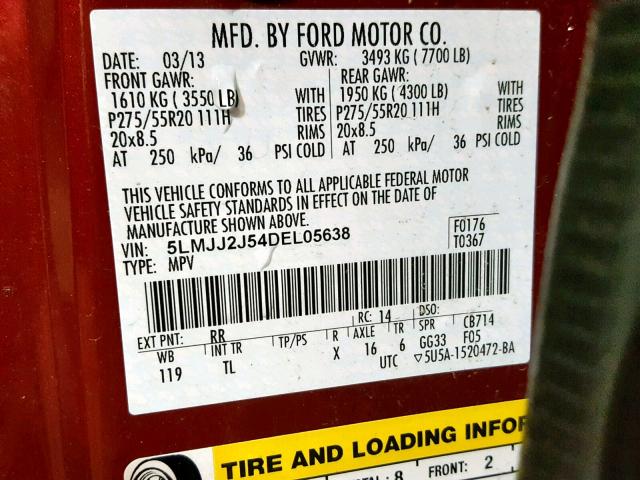 MFD. BY FORD MOTOR CO.
DATE: 03/13 GVWR: 3493 KG (7700 LB)
FRONT GAWR: REAR GAWR:
1610 KG (3550 LB) WITH 1950 KG (4300 LB) WITH
P275/55R20 111H TIRES P275/55R20 111H TIRES
20x8.5 RIMS 20x8.5 RIMS
AT 250 kPa/ 36 PSI COLD AT 250 kPa/ 36 PSI COLD
THIS VEHICLE CONFORMS TO ALL APPLICABLE FEDERAL MOTOR
VEHICLE SAFETY STANDARDS IN EFFECT ON THE DATE OF
MANUFACTURE SHOWN ABOVE.
VIN: 5LMJJ2J54DEL05638 F0176
TYPE: MPV T0367
EXT PNT: RR RC: 14 DSO:
WB INT TR TP/PS R AXLE TR SPR CB714
119 TL X 16 6 GG33 F05
UTC ▽5U5A-1520472-BA
TIRE AND LOADING INFOR
8 FRONT: 2